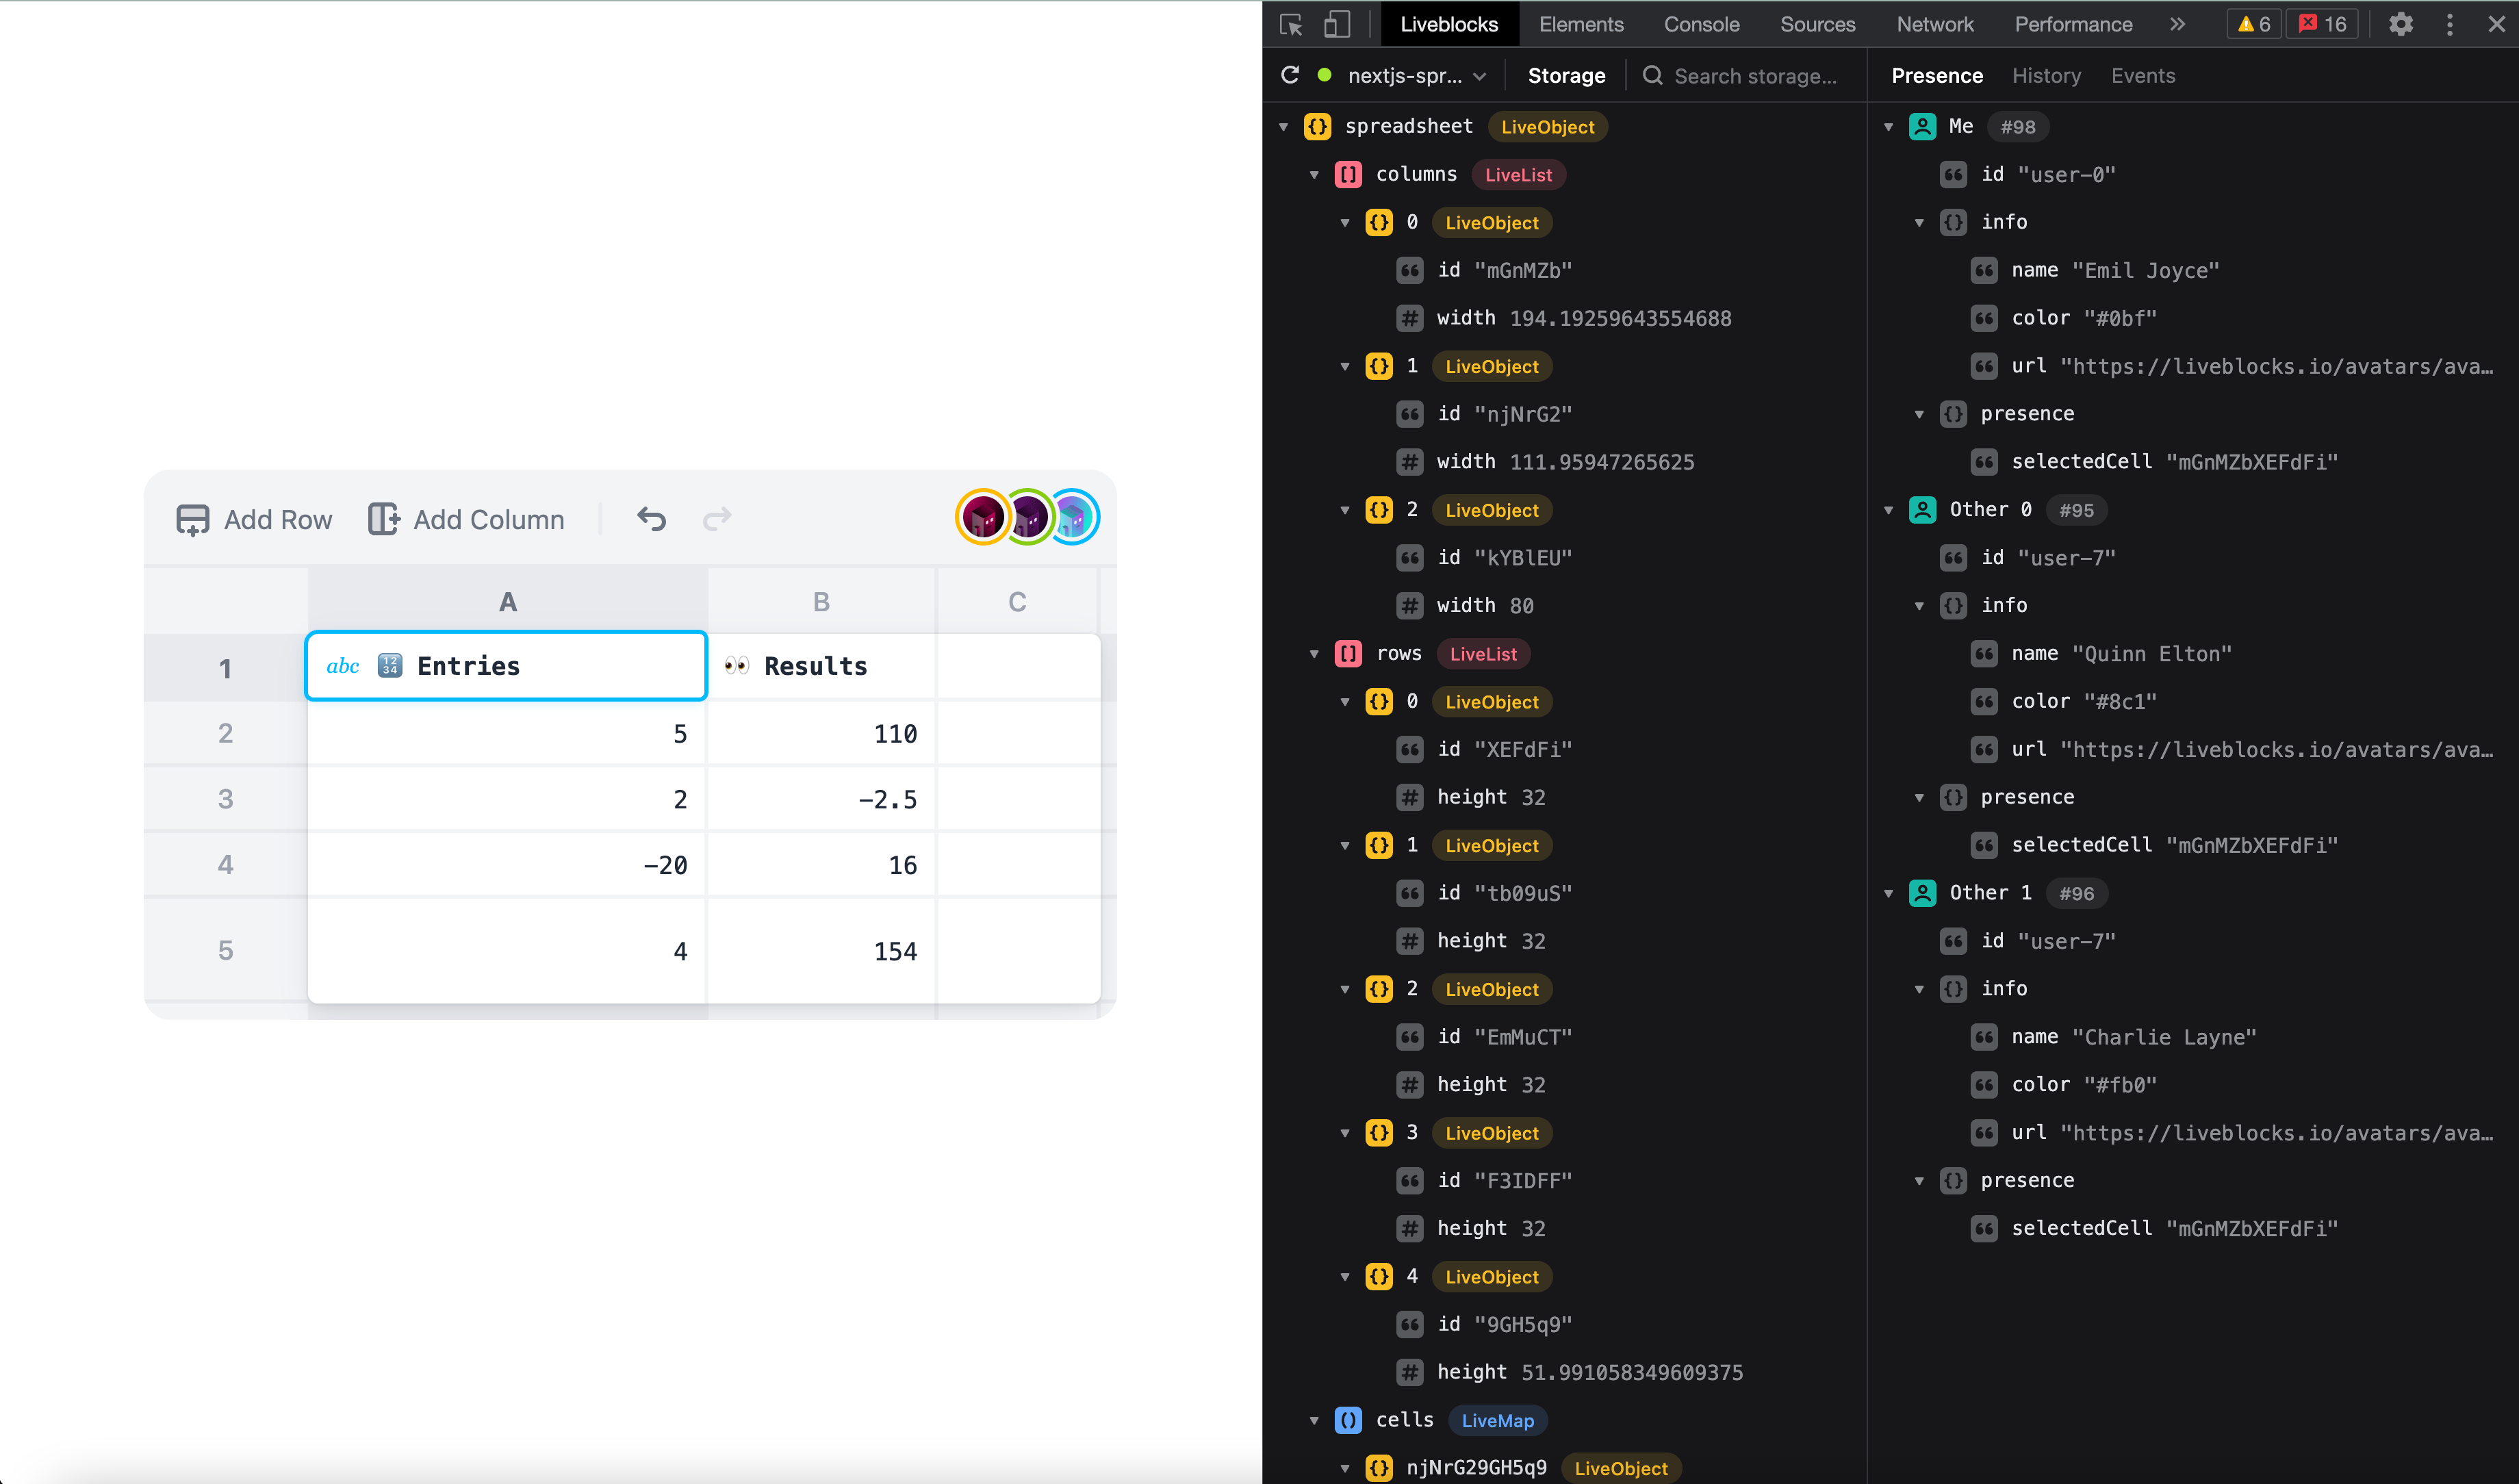 Add Row Add Column
A B C
1 abc 1234 Entries 👀 Results
2 5 110
3 2 -2.5
4 -20 16
5 4 154
Liveblocks Elements Console Sources Network Performance » 6 16
nextjs-spr... Storage Search storage...
spreadsheet LiveObject
columns LiveList
{} 0 LiveObject
id "mGnMZb"
# width 194.19259643554688
{} 1 LiveObject
id "njNrG2"
# width 111.95947265625
{} 2 LiveObject
id "kYBlEU"
# width 80
[] rows LiveList
{} 0 LiveObject
id "XEFdFi"
# height 32
{} 1 LiveObject
id "tb09uS"
# height 32
{} 2 LiveObject
id "EmMuCT"
# height 32
{} 3 LiveObject
id "F3IDFF"
# height 32
{} 4 LiveObject
id "9GH5q9"
# height 51.991058349609375
() cells LiveMap
{} njNrG29GH5q9 LiveObject
Presence History Events
Me #98
id "user-0"
{} info
name "Emil Joyce"
color "#0bf"
url "https://liveblocks.io/avatars/ava…
{} presence
selectedCell "mGnMZbXEFdFi"
Other 0 #95
id "user-7"
{} info
name "Quinn Elton"
color "#8c1"
url "https://liveblocks.io/avatars/ava…
{} presence
selectedCell "mGnMZbXEFdFi"
Other 1 #96
id "user-7"
{} info
name "Charlie Layne"
color "#fb0"
url "https://liveblocks.io/avatars/ava…
{} presence
selectedCell "mGnMZbXEFdFi"